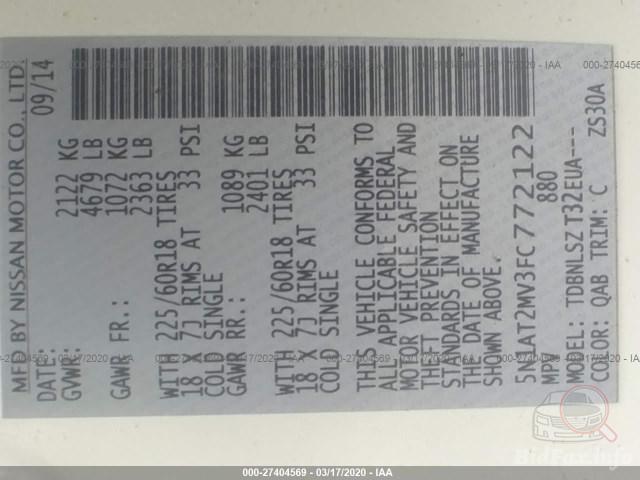 MFD BY NISSAN MOTOR CO., LTD.
DATE: 09/14
GVWR: 2122 KG
4679 LB
GAWR FR.: 1072 KG
2363 LB
WITH 225/60R18 TIRES
18 X 7J RIMS AT 33 PSI
COLD SINGLE
GAWR RR.: 1089 KG
2401 LB
WITH 225/60R18 TIRES
18 X 7J RIMS AT 33 PSI
COLD SINGLE
THIS VEHICLE CONFORMS TO
ALL APPLICABLE FEDERAL
MOTOR VEHICLE SAFETY AND
THEFT PREVENTION
STANDARDS IN EFFECT ON
THE DATE OF MANUFACTURE
SHOWN ABOVE.
5N1AT2MV3FC772122
MPV 880
MODEL: TDBNLSZ T32EUA---
COLOR: QAB TRIM: C ZS30A
000-27404569 - 03/17/2020 - IAA
BidFax.info